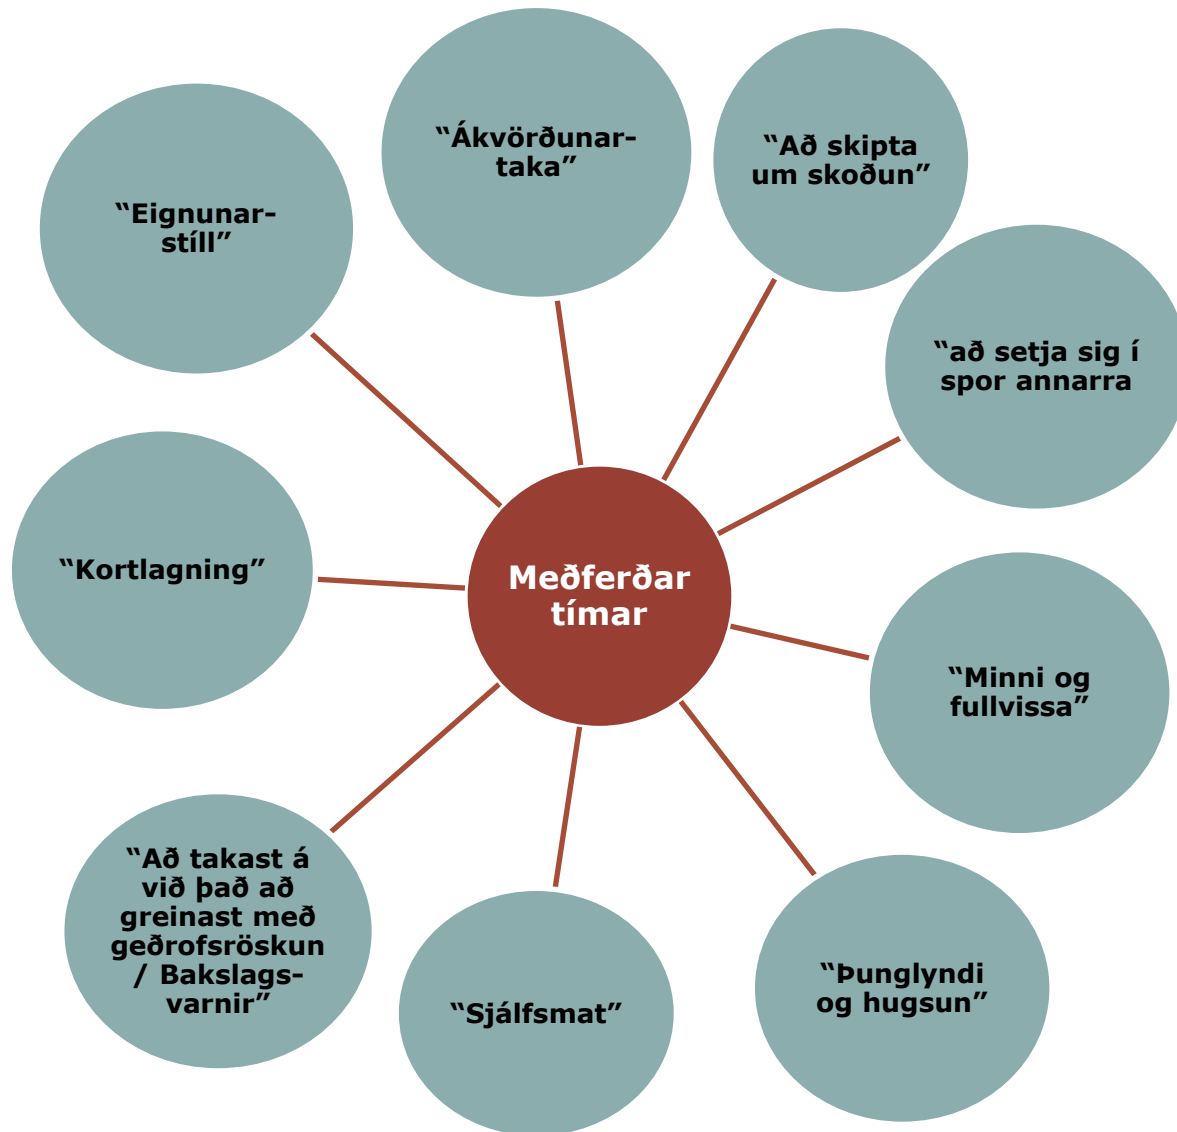 “Ákvörðunar-
taka”
“Að skipta
um skoðun”
“Eignunar-
stíll”
“að setja sig í
spor annarra
“Kortlagning”
Meðferðar
tímar
“Minni og
fullvissa”
“Að takast á
við það að
greinast með
geðrofsröskun
/ Bakslags-
varnir”
“Sjálfsmat”
“Þunglyndi
og hugsun”